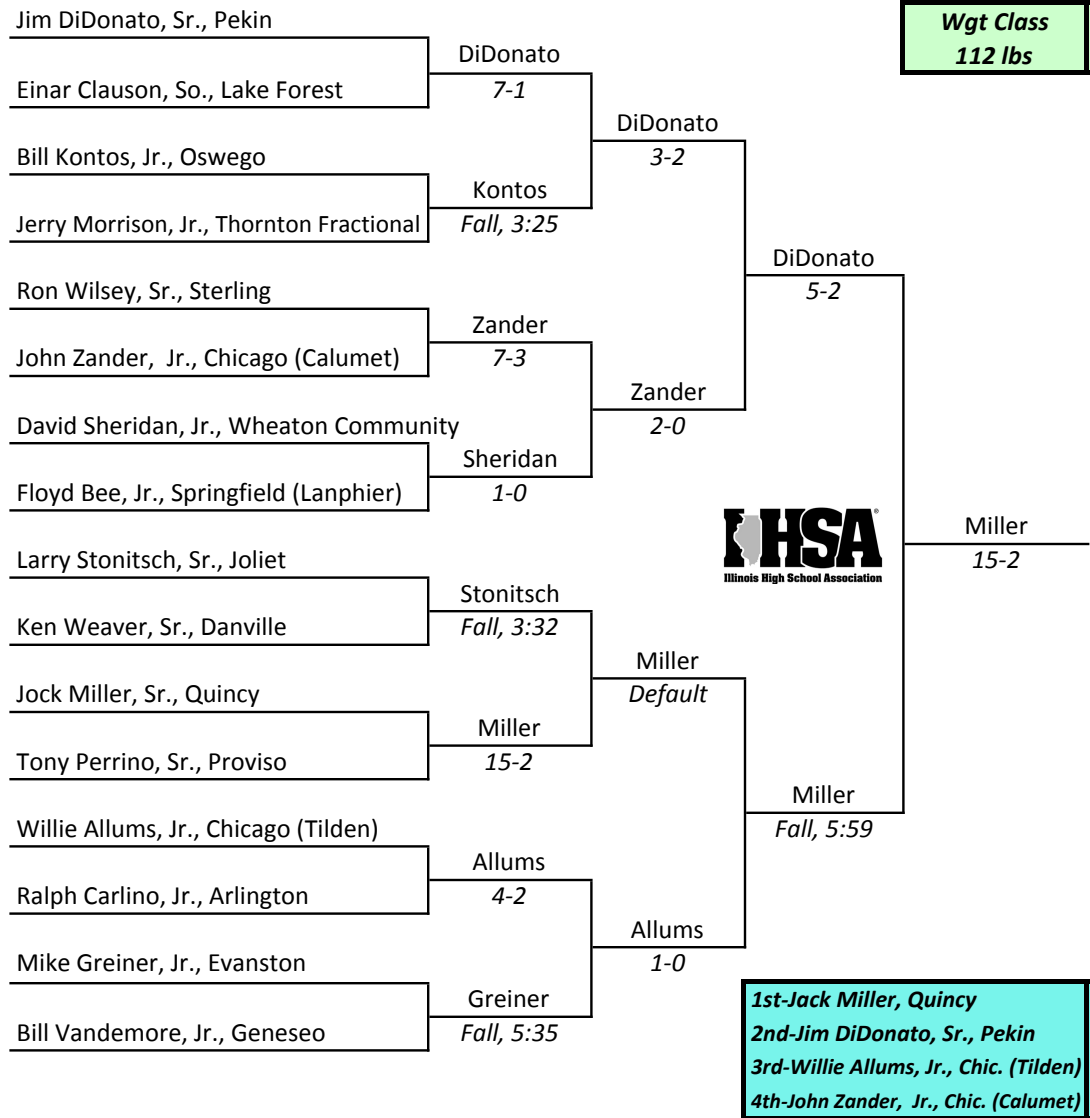 Jim DiDonato, Sr., Pekin
Wgt Class
112 lbs
DiDonato
7-1
Einar Clauson, So., Lake Forest
DiDonato
3-2
Bill Kontos, Jr., Oswego
Kontos
Fall, 3:25
Jerry Morrison, Jr., Thornton Fractional
DiDonato
5-2
Ron Wilsey, Sr., Sterling
Zander
7-3
John Zander, Jr., Chicago (Calumet)
Zander
2-0
David Sheridan, Jr., Wheaton Community
Sheridan
1-0
Floyd Bee, Jr., Springfield (Lanphier)
IHSA®
Illinois High School Association
Miller
15-2
Larry Stonitsch, Sr., Joliet
Stonitsch
Fall, 3:32
Ken Weaver, Sr., Danville
Miller
Default
Jock Miller, Sr., Quincy
Miller
15-2
Tony Perrino, Sr., Proviso
Miller
Fall, 5:59
Willie Allums, Jr., Chicago (Tilden)
Allums
4-2
Ralph Carlino, Jr., Arlington
Allums
1-0
Mike Greiner, Jr., Evanston
Greiner
Fall, 5:35
Bill Vandemore, Jr., Geneseo
1st-Jack Miller, Quincy
2nd-Jim DiDonato, Sr., Pekin
3rd-Willie Allums, Jr., Chic. (Tilden)
4th-John Zander, Jr., Chic. (Calumet)